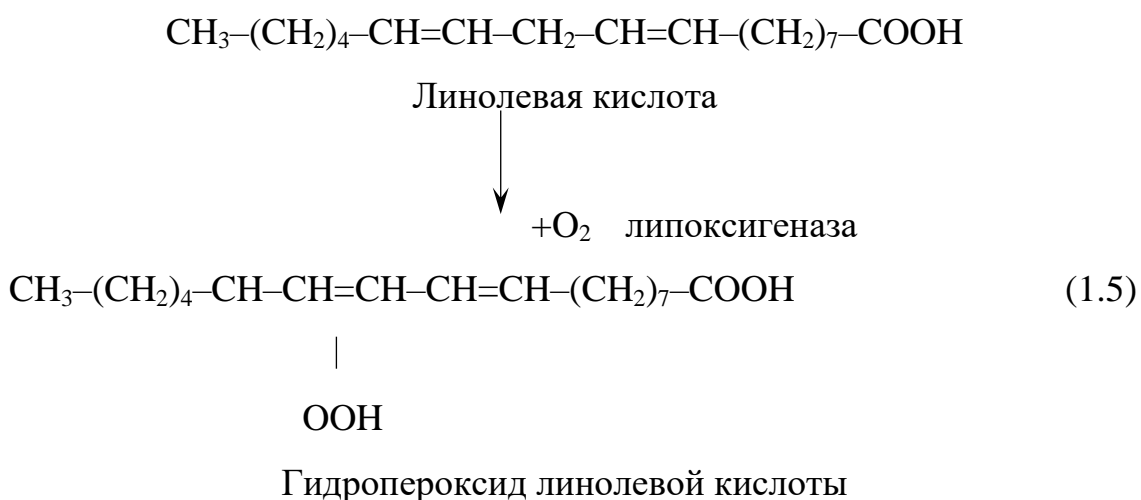 CH₃–(CH₂)₄–CH=CH–CH₂–CH=CH–(CH₂)₇–COOH
Линолевая кислота
+O₂ липоксигеназа
CH₃–(CH₂)₄–CH–CH=CH–CH=CH–(CH₂)₇–COOH (1.5)
|
OOH
Гидропероксид линолевой кислоты